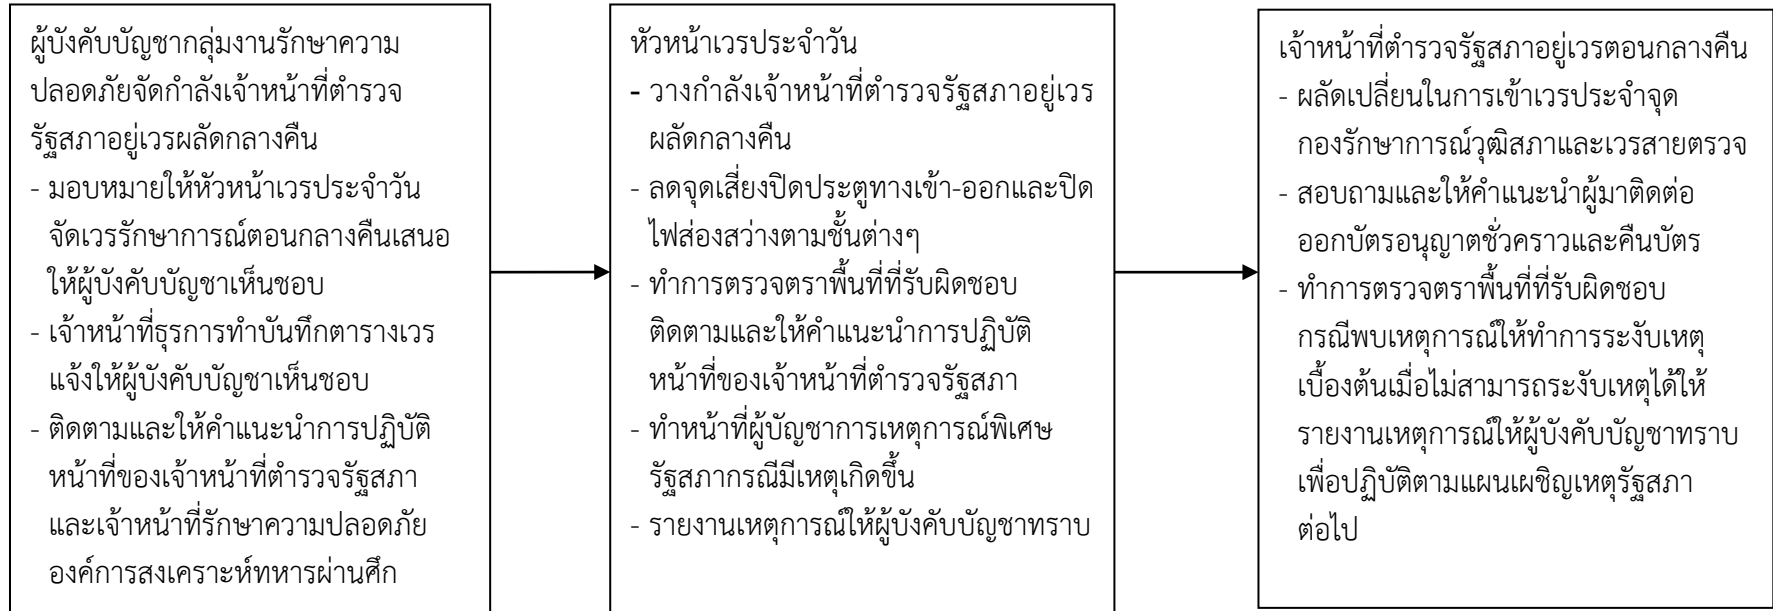 ผู้บังคับบัญชากลุ่มงานรักษาความ
ปลอดภัยจัดกำลังเจ้าหน้าที่ตำรวจ
รัฐสภาอยู่เวรผลัดกลางคืน
- มอบหมายให้หัวหน้าเวรประจำวัน
จัดเวรรักษาการณ์ตอนกลางคืนเสนอ
ให้ผู้บังคับบัญชาเห็นชอบ
- เจ้าหน้าที่ธุรการทำบันทึกตารางเวร
แจ้งให้ผู้บังคับบัญชาเห็นชอบ
- ติดตามและให้คำแนะนำการปฏิบัติ
หน้าที่ของเจ้าหน้าที่ตำรวจรัฐสภา
และเจ้าหน้าที่รักษาความปลอดภัย
องค์การสงเคราะห์ทหารผ่านศึก
หัวหน้าเวรประจำวัน
- วางกำลังเจ้าหน้าที่ตำรวจรัฐสภาอยู่เวร
ผลัดกลางคืน
- ลดจุดเสี่ยงปิดประตูทางเข้า-ออกและปิด
ไฟส่องสว่างตามชั้นต่างๆ
- ทำการตรวจตราพื้นที่ที่รับผิดชอบ
ติดตามและให้คำแนะนำการปฏิบัติ
หน้าที่ของเจ้าหน้าที่ตำรวจรัฐสภา
- ทำหน้าที่ผู้บัญชาการเหตุการณ์พิเศษ
รัฐสภากรณีมีเหตุเกิดขึ้น
- รายงานเหตุการณ์ให้ผู้บังคับบัญชาทราบ
เจ้าหน้าที่ตำรวจรัฐสภาอยู่เวรตอนกลางคืน
- ผลัดเปลี่ยนในการเข้าเวรประจำจุด
กองรักษาการณ์วุฒิสภาและเวรสายตรวจ
- สอบถามและให้คำแนะนำผู้มาติดต่อ
ออกบัตรอนุญาตชั่วคราวและคืนบัตร
- ทำการตรวจตราพื้นที่ที่รับผิดชอบ
กรณีพบเหตุการณ์ให้ทำการระงับเหตุ
เบื้องต้นเมื่อไม่สามารถระงับเหตุได้ให้
รายงานเหตุการณ์ให้ผู้บังคับบัญชาทราบ
เพื่อปฏิบัติตามแผนเผชิญเหตุรัฐสภา
ต่อไป